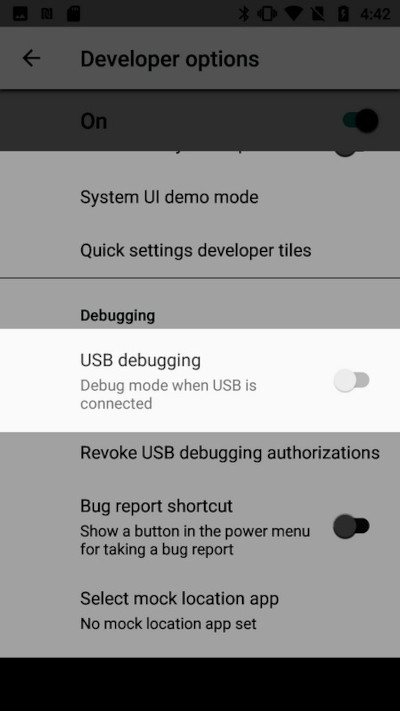 4:42
Developer options
On
System UI demo mode
Quick settings developer tiles
Debugging
USB debugging
Debug mode when USB is
connected
Revoke USB debugging authorizations
Bug report shortcut
Show a button in the power menu
for taking a bug report
Select mock location app
No mock location app set